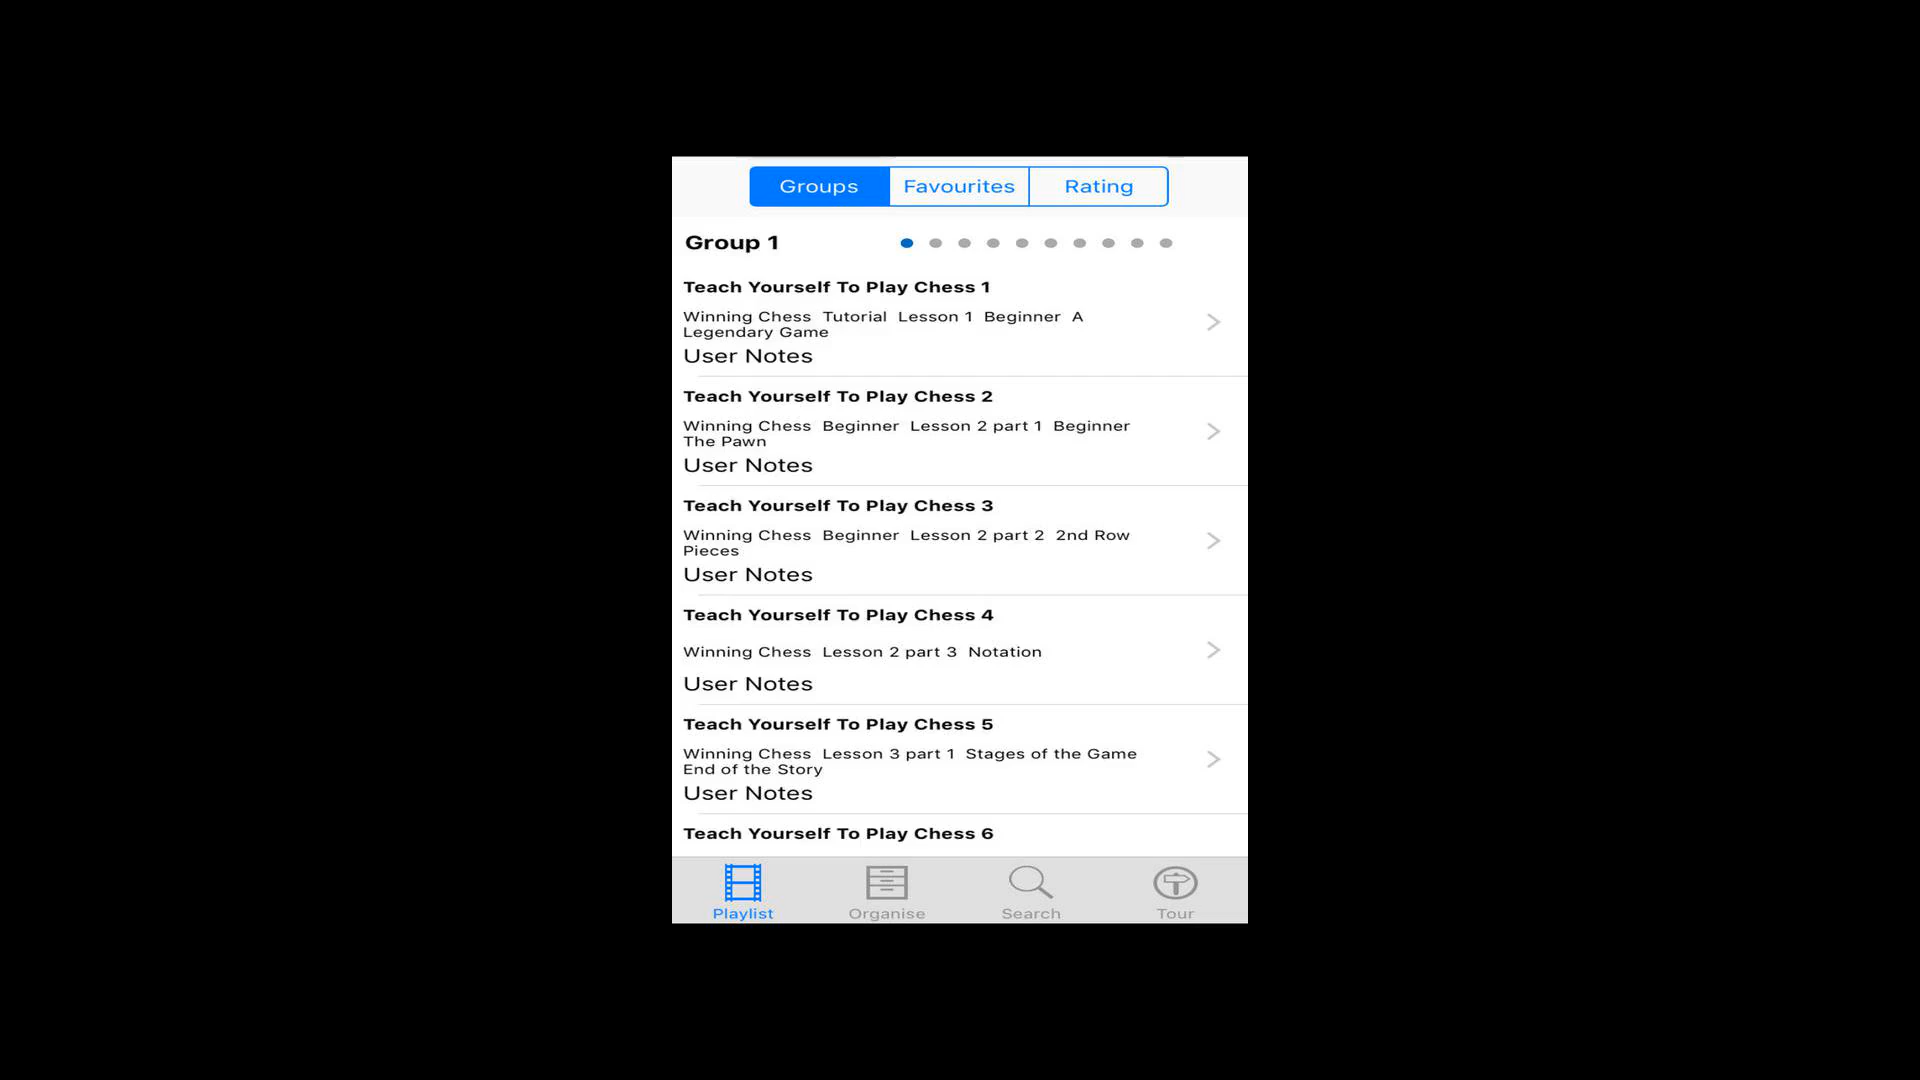 Groups Favourites Rating
Group 1
Teach Yourself To Play Chess 1
Winning Chess Tutorial Lesson 1 Beginner A
Legendary Game
User Notes
Teach Yourself To Play Chess 2
Winning Chess Beginner Lesson 2 part 1 Beginner
The Pawn
User Notes
Teach Yourself To Play Chess 3
Winning Chess Beginner Lesson 2 part 2 2nd Row
Pieces
User Notes
Teach Yourself To Play Chess 4
Winning Chess Lesson 2 part 3 Notation
User Notes
Teach Yourself To Play Chess 5
Winning Chess Lesson 3 part 1 Stages of the Game
End of the Story
User Notes
Teach Yourself To Play Chess 6
Playlist Organise Search Tour